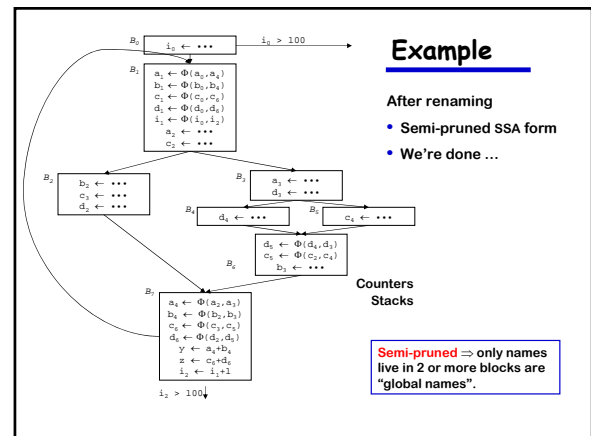 B0
i0 ← •••
i0 > 100
B1
a1 ← Φ(a0,a4)
b1 ← Φ(b0,b4)
c1 ← Φ(c0,c6)
d1 ← Φ(d0,d6)
i1 ← Φ(i0,i2)
a2 ← •••
c2 ← •••
B2
b2 ← •••
c3 ← •••
d2 ← •••
B3
a3 ← •••
d3 ← •••
B4
d4 ← •••
B5
c4 ← •••
d5 ← Φ(d4,d3)
c5 ← Φ(c2,c4)
b3 ← •••
B6
B7
a4 ← Φ(a2,a3)
b4 ← Φ(b2,b3)
c6 ← Φ(c3,c5)
d6 ← Φ(d2,d5)
y ← a4+b4
z ← c6+d6
i2 ← i1+1
i2 > 100
Example
After renaming
• Semi-pruned SSA form
• We're done …
Counters
Stacks
Semi-pruned ⇒ only names
live in 2 or more blocks are
“global names”.